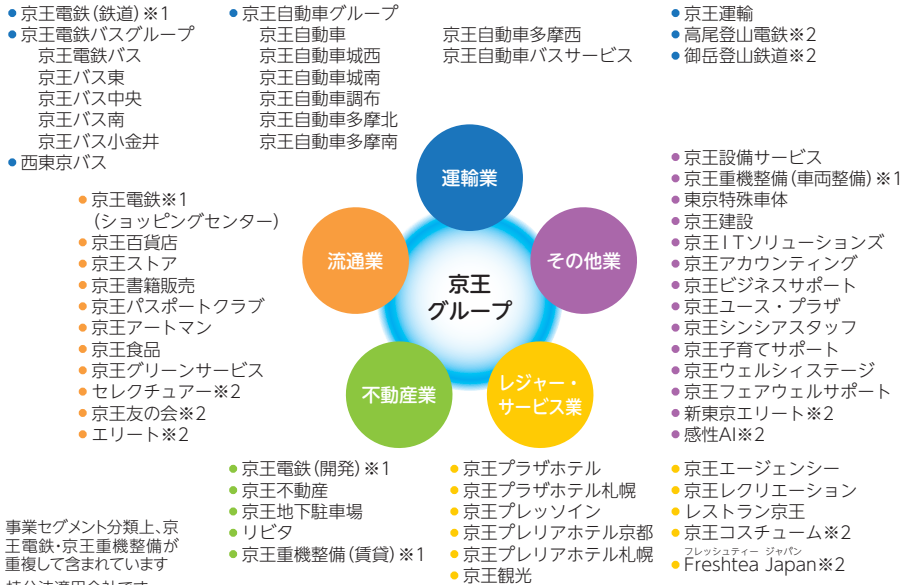 ●京王電鉄(鉄道)※1
●京王電鉄バスグループ
京王電鉄バス
京王バス東
京王バス中央
京王バス南
京王バス小金井
●西東京バス
●京王自動車グループ
京王自動車
京王自動車城西
京王自動車城南
京王自動車調布
京王自動車多摩北
京王自動車多摩南
京王自動車多摩西
京王自動車バスサービス
●京王運輸
●高尾登山電鉄※2
●御岳登山鉄道※2
運輸業
流通業
その他業
京王
グループ
不動産業
レジャー・
サービス業
●京王電鉄※1
(ショッピングセンター)
●京王百貨店
●京王ストア
●京王書籍販売
●京王パスポートクラブ
●京王アートマン
●京王食品
●京王グリーンサービス
●セレクチュアー※2
●京王友の会※2
●エリート※2
●京王設備サービス
●京王重機整備(車両整備)※1
●東京特殊車体
●京王建設
●京王ITソリューションズ
●京王アカウンティング
●京王ビジネスサポート
●京王ユース・プラザ
●京王シンシアスタッフ
●京王子育てサポート
●京王ウェルシィステージ
●京王フェアウェルサポート
●新東京エリート※2
●感性AI※2
●京王電鉄(開発)※1
●京王不動産
●京王地下駐車場
●リビタ
●京王重機整備(賃貸)※1
●京王プラザホテル
●京王プラザホテル札幌
●京王プレッソイン
●京王プレリアホテル京都
●京王プレリアホテル札幌
●京王観光
●京王エージェンシー
●京王レクリエーション
●レストラン京王
●京王コスチューム※2
フレッシュティー ジャパン
●Freshtea Japan※2
事業セグメント分類上、京
王電鉄・京王重機整備が
重複して含まれています